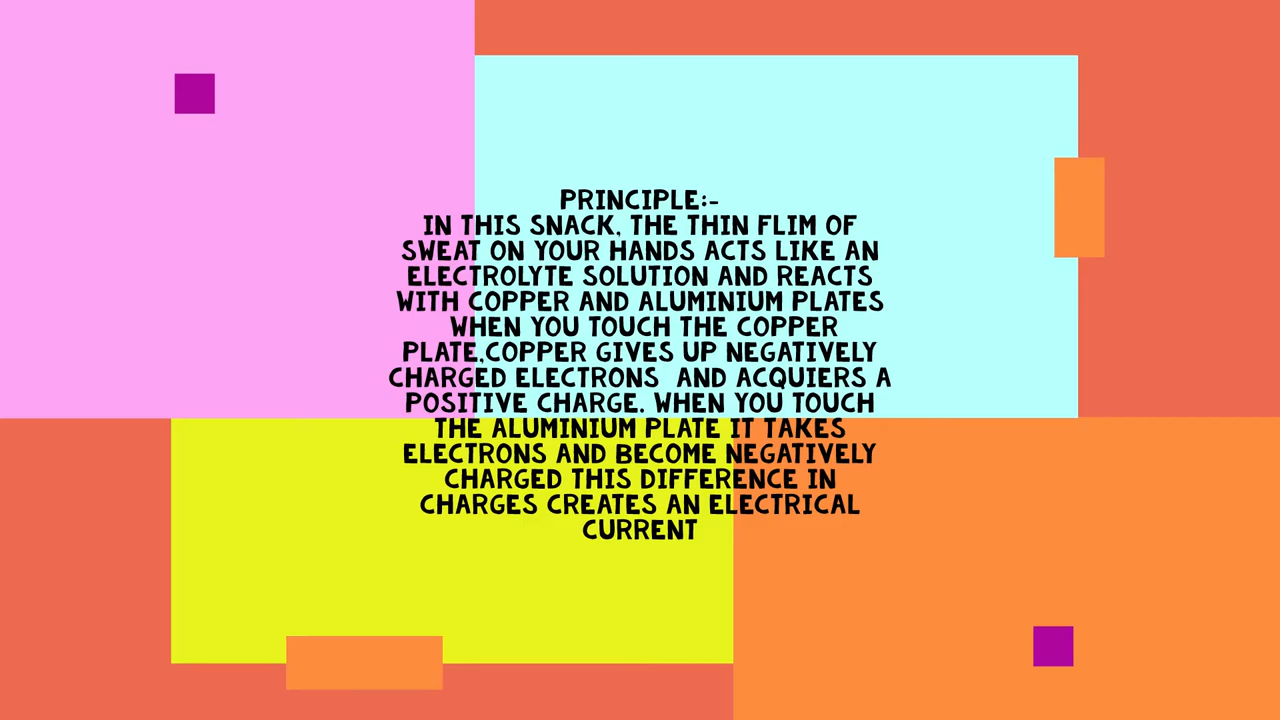 PRINCIPLE:-
IN THIS SNACK, THE THIN FLIM OF
SWEAT ON YOUR HANDS ACTS LIKE AN
ELECTROLYTE SOLUTION AND REACTS
WITH COPPER AND ALUMINIUM PLATES
WHEN YOU TOUCH THE COPPER
PLATE,COPPER GIVES UP NEGATIVELY
CHARGED ELECTRONS  AND ACQUIERS A
POSITIVE CHARGE. WHEN YOU TOUCH
THE ALUMINIUM PLATE IT TAKES
ELECTRONS AND BECOME NEGATIVELY
CHARGED THIS DIFFERENCE IN
CHARGES CREATES AN ELECTRICAL
CURRENT